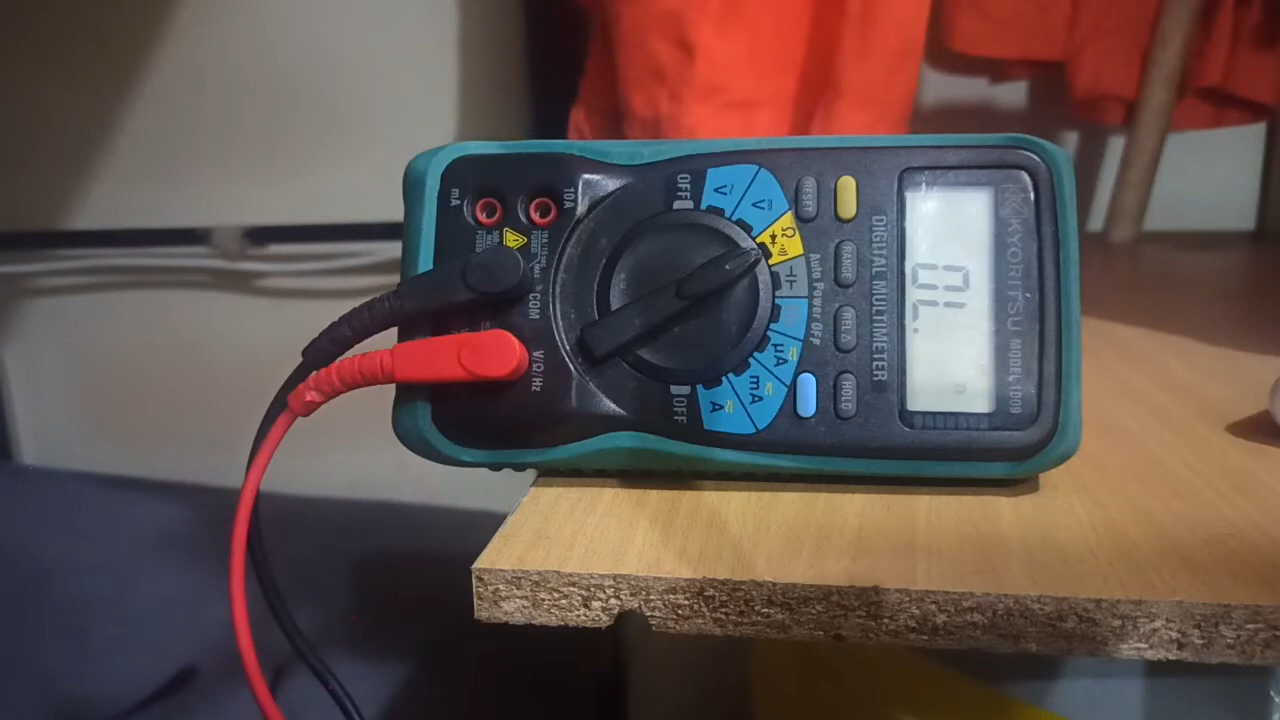 KYORITSU MODEL 1009
OL.
DIGITAL MULTIMETER
RANGE
REL Δ
HOLD
RESET
Auto Power OFF
OFF
V
V
Ω
μA
mA
A
OFF
10A
mA
COM
V/Ω/Hz